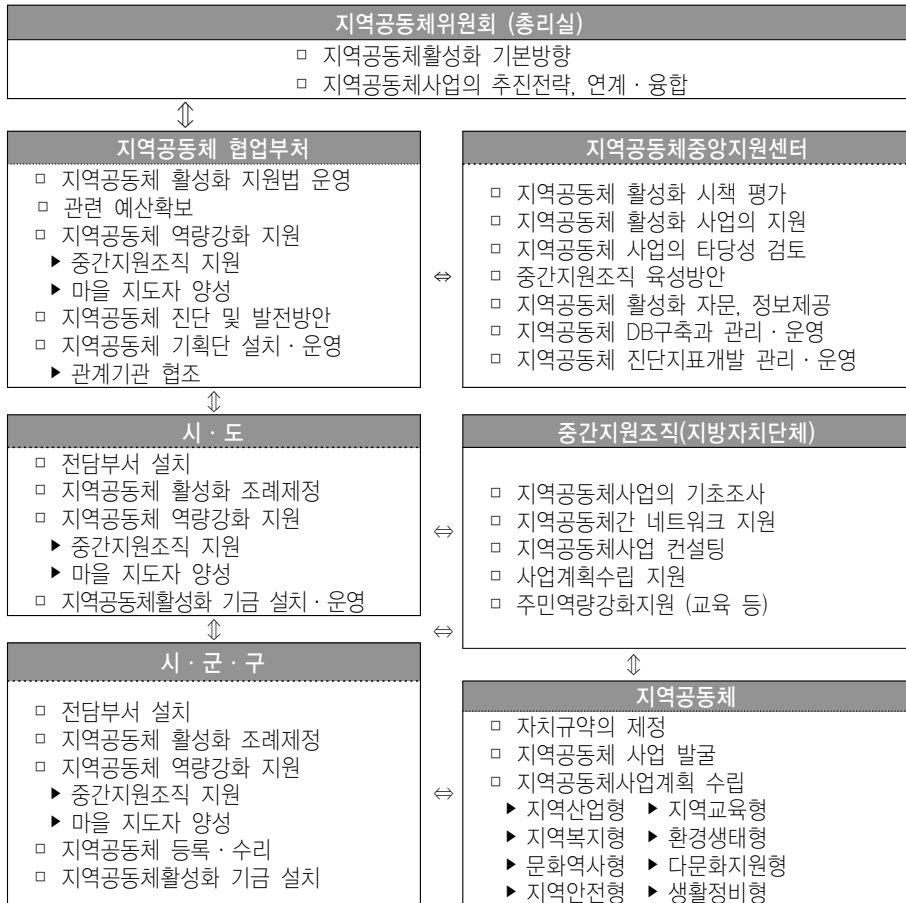 지역공동체위원회 (총리실)
▫ 지역공동체활성화 기본방향
▫ 지역공동체사업의 추진전략, 연계 · 융합
⇕
지역공동체 협업부처
▫ 지역공동체 활성화 지원법 운영
▫ 관련 예산확보
▫ 지역공동체 역량강화 지원
▶ 중간지원조직 지원
▶ 마을 지도자 양성
▫ 지역공동체 진단 및 발전방안
▫ 지역공동체 기획단 설치 · 운영
▶ 관계기관 협조
⇔
지역공동체중앙지원센터
▫ 지역공동체 활성화 시책 평가
▫ 지역공동체 활성화 사업의 지원
▫ 지역공동체 사업의 타당성 검토
▫ 중간지원조직 육성방안
▫ 지역공동체 활성화 자문, 정보제공
▫ 지역공동체 DB구축과 관리 · 운영
▫ 지역공동체 진단지표개발 관리 · 운영
⇕
시 · 도
▫ 전담부서 설치
▫ 지역공동체 활성화 조례제정
▫ 지역공동체 역량강화 지원
▶ 중간지원조직 지원
▶ 마을 지도자 양성
▫ 지역공동체활성화 기금 설치 · 운영
⇔
중간지원조직(지방자치단체)
▫ 지역공동체사업의 기초조사
▫ 지역공동체간 네트워크 지원
▫ 지역공동체사업 컨설팅
▫ 사업계획수립 지원
▫ 주민역량강화지원 (교육 등)
⇕
⇔
시 · 군 · 구
▫ 전담부서 설치
▫ 지역공동체 활성화 조례제정
▫ 지역공동체 역량강화 지원
▶ 중간지원조직 지원
▶ 마을 지도자 양성
▫ 지역공동체 등록 · 수리
▫ 지역공동체활성화 기금 설치
⇔
⇕
지역공동체
▫ 자치규약의 제정
▫ 지역공동체 사업 발굴
▫ 지역공동체사업계획 수립
▶ 지역산업형 ▶ 지역교육형
▶ 지역복지형 ▶ 환경생태형
▶ 문화역사형 ▶ 다문화지원형
▶ 지역안전형 ▶ 생활정비형